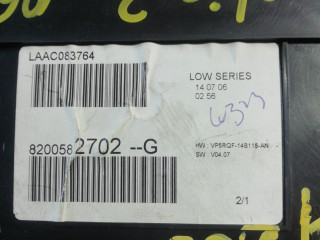 LAAC083764
LOW SERIES
14 07 06
02 56
8200582702 --G
HW : VP5RQF-14B118-AN
SW : V04.07
2/1